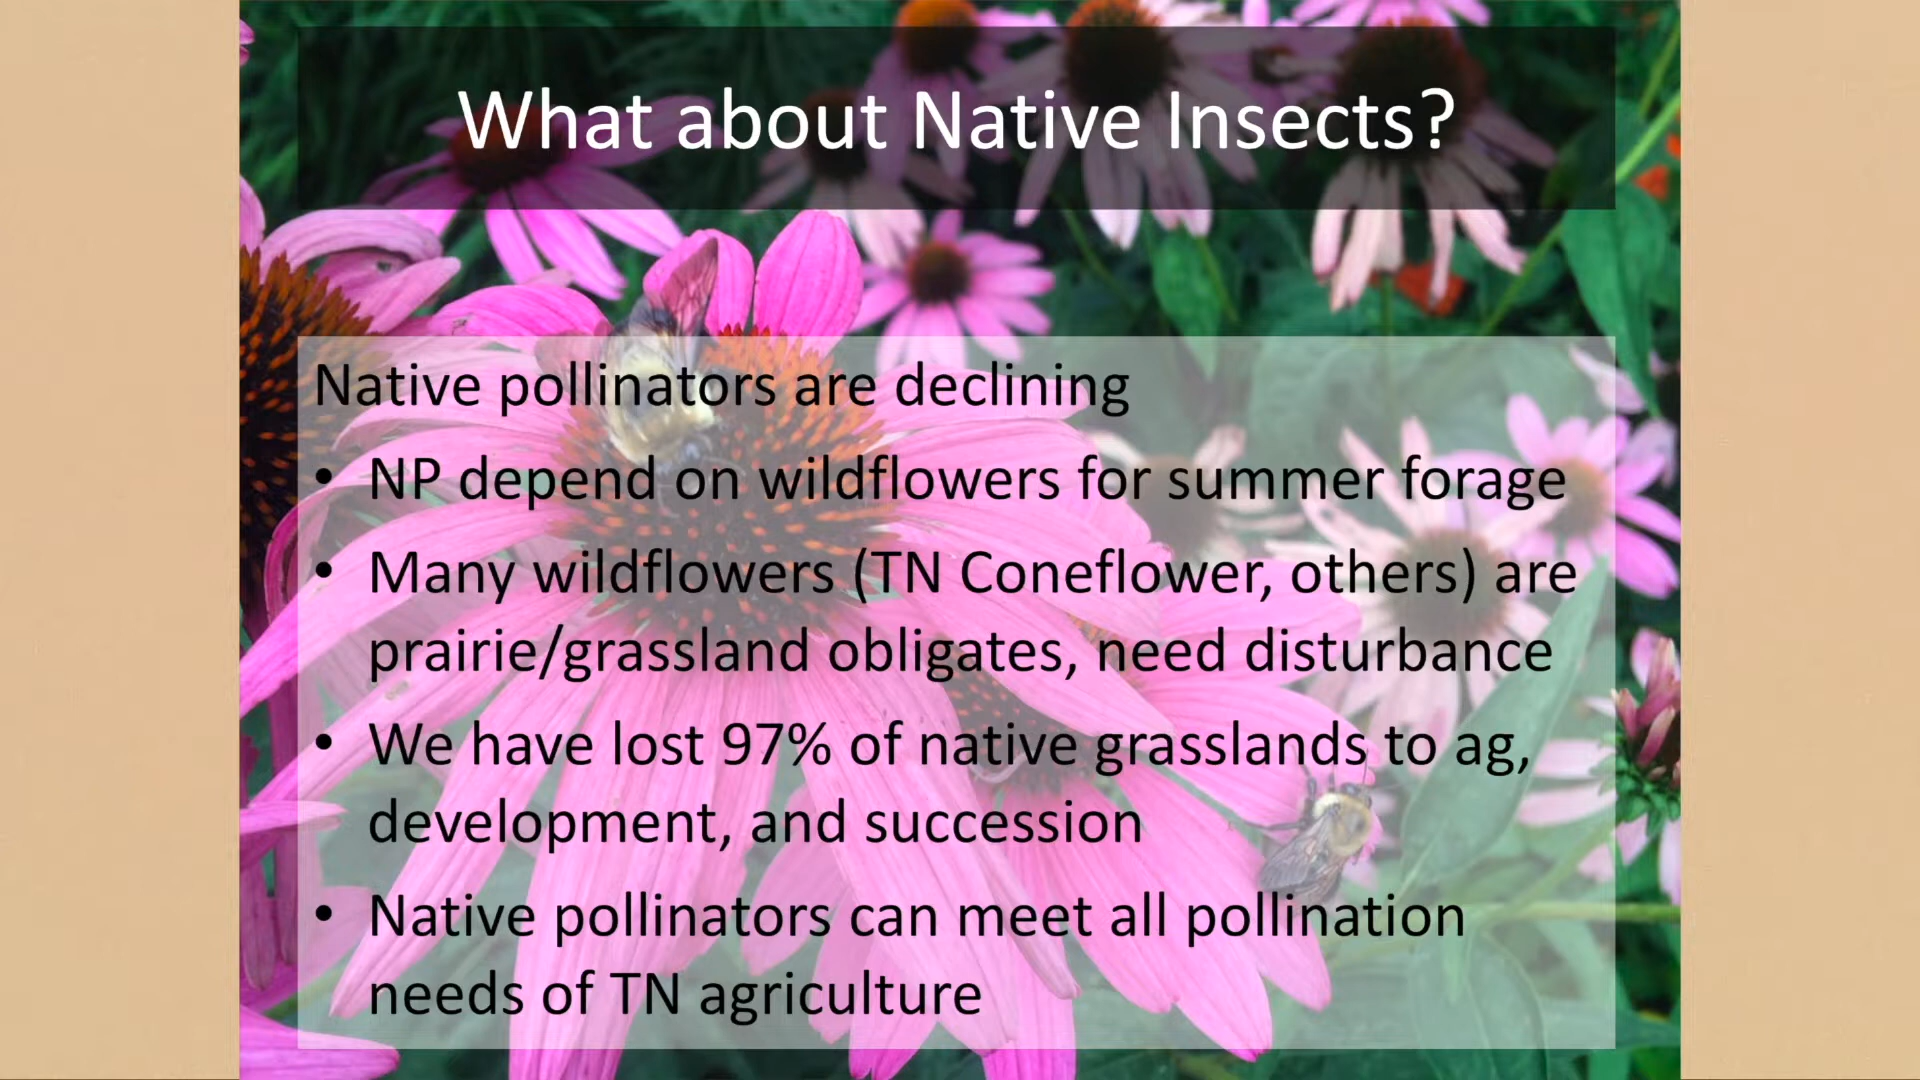 What about Native Insects?
Native pollinators are declining
• NP depend on wildflowers for summer forage
• Many wildflowers (TN Coneflower, others) are
prairie/grassland obligates, need disturbance
• We have lost 97% of native grasslands to ag,
development, and succession
• Native pollinators can meet all pollination
needs of TN agriculture